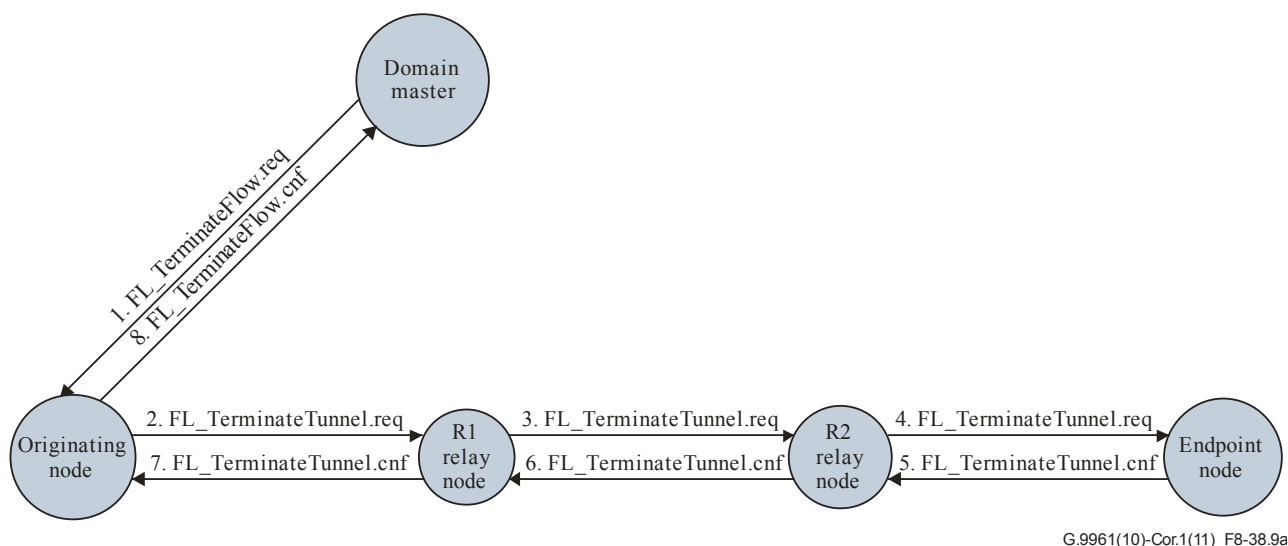 Domain
master
1. FL_TerminateFlow.req
8. FL_TerminateFlow.cnf
Originating
node
2. FL_TerminateTunnel.req
7. FL_TerminateTunnel.cnf
R1
relay
node
3. FL_TerminateTunnel.req
6. FL_TerminateTunnel.cnf
R2
relay
node
4. FL_TerminateTunnel.req
5. FL_TerminateTunnel.cnf
Endpoint
node
G.9961(10)-Cor.1(11)_F8-38.9a